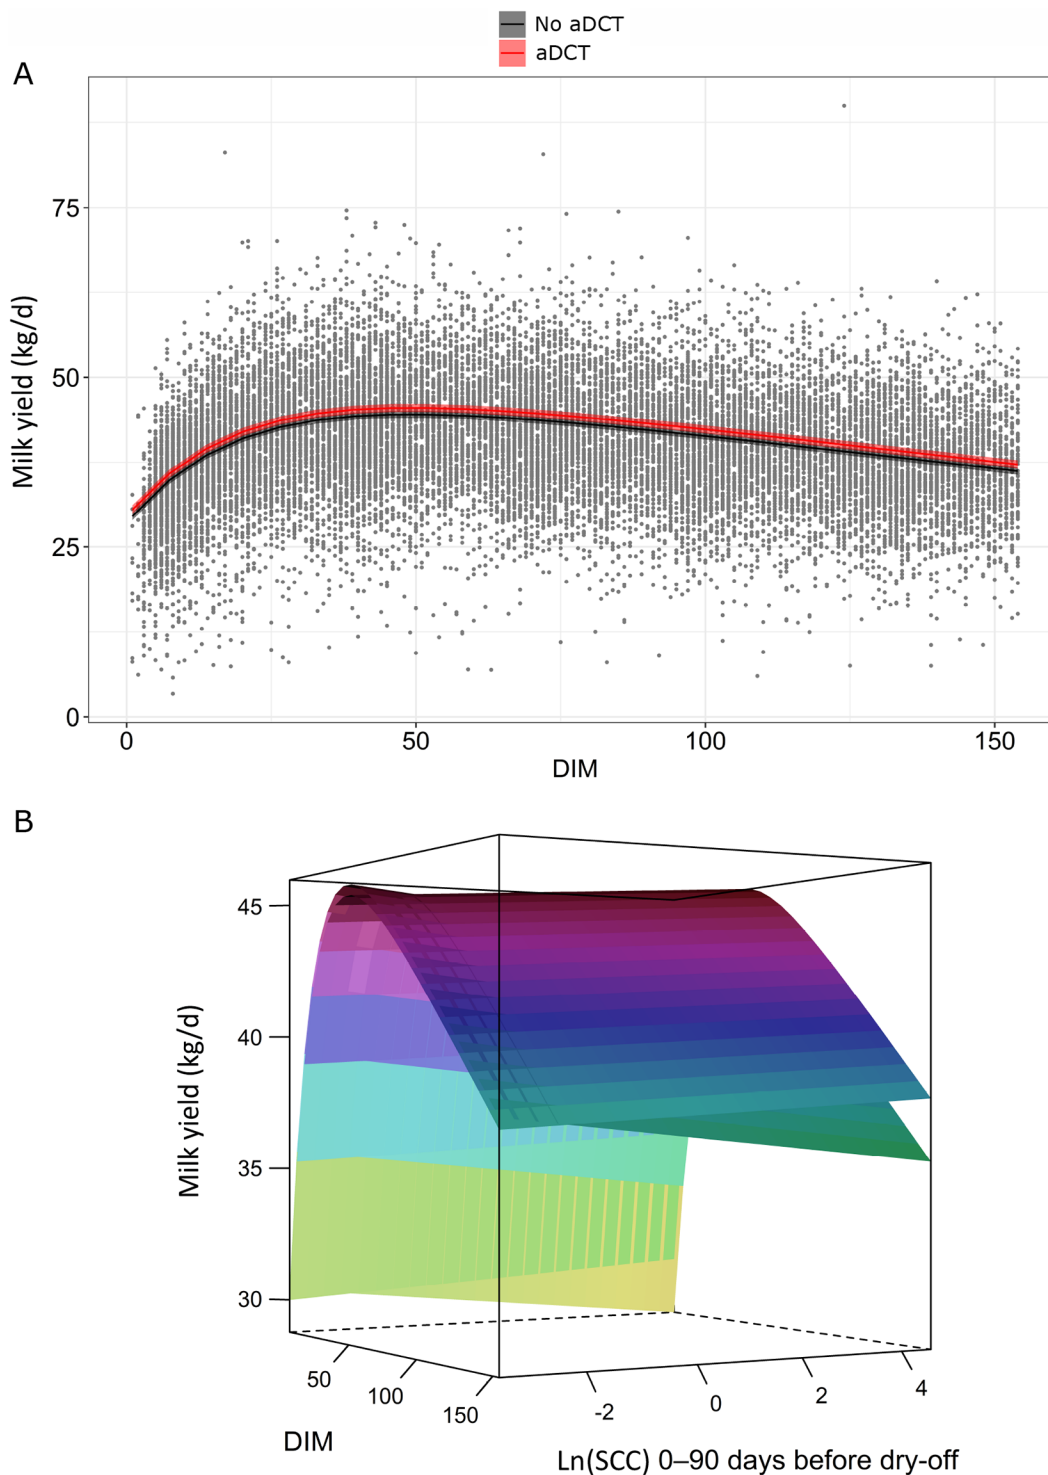 No aDCT
aDCT
A
Milk yield (kg/d)
75
50
25
0
0 50 100 150
DIM
B
Milk yield (kg/d)
45
40
35
30
50 100 150
DIM
-2 0 2 4
Ln(SCC) 0–90 days before dry-off